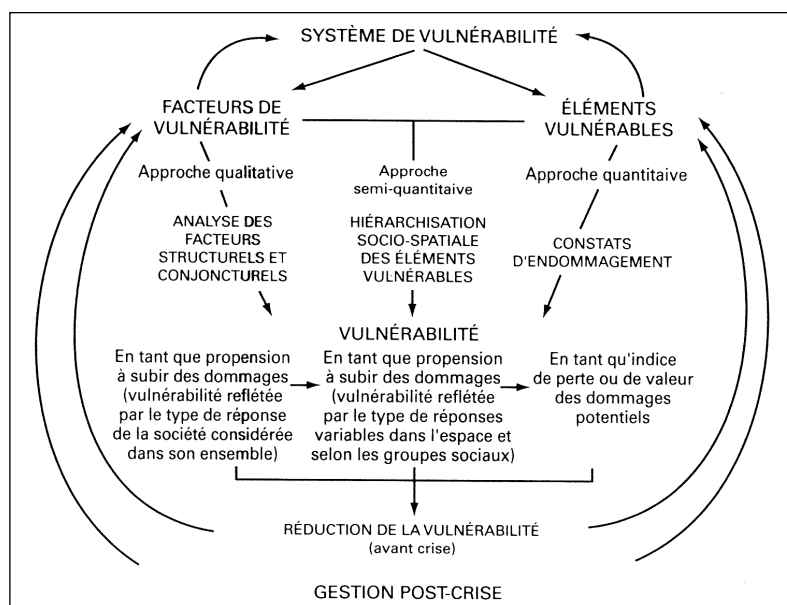 SYSTÈME DE VULNÉRABILITÉ
FACTEURS DE
VULNÉRABILITÉ
ÉLÉMENTS
VULNÉRABLES
Approche qualitative
Approche
semi-quantitaive
Approche quantitaive
ANALYSE DES
FACTEURS
STRUCTURELS ET
CONJONCTURELS
HIÉRARCHISATION
SOCIO-SPATIALE
DES ÉLÉMENTS
VULNÉRABLES
CONSTATS
D'ENDOMMAGEMENT
VULNÉRABILITÉ
En tant que propension
à subir des dommages
(vulnérabilité reflétée
par le type de réponse
de la société considérée
dans son ensemble)
En tant que propension
à subir des dommages
(vulnérabilité reflétée
par le type de réponses
variables dans l'espace et
selon les groupes sociaux)
En tant qu'indice
de perte ou de valeur
des dommages
potentiels
RÉDUCTION DE LA VULNÉRABILITÉ
(avant crise)
GESTION POST-CRISE